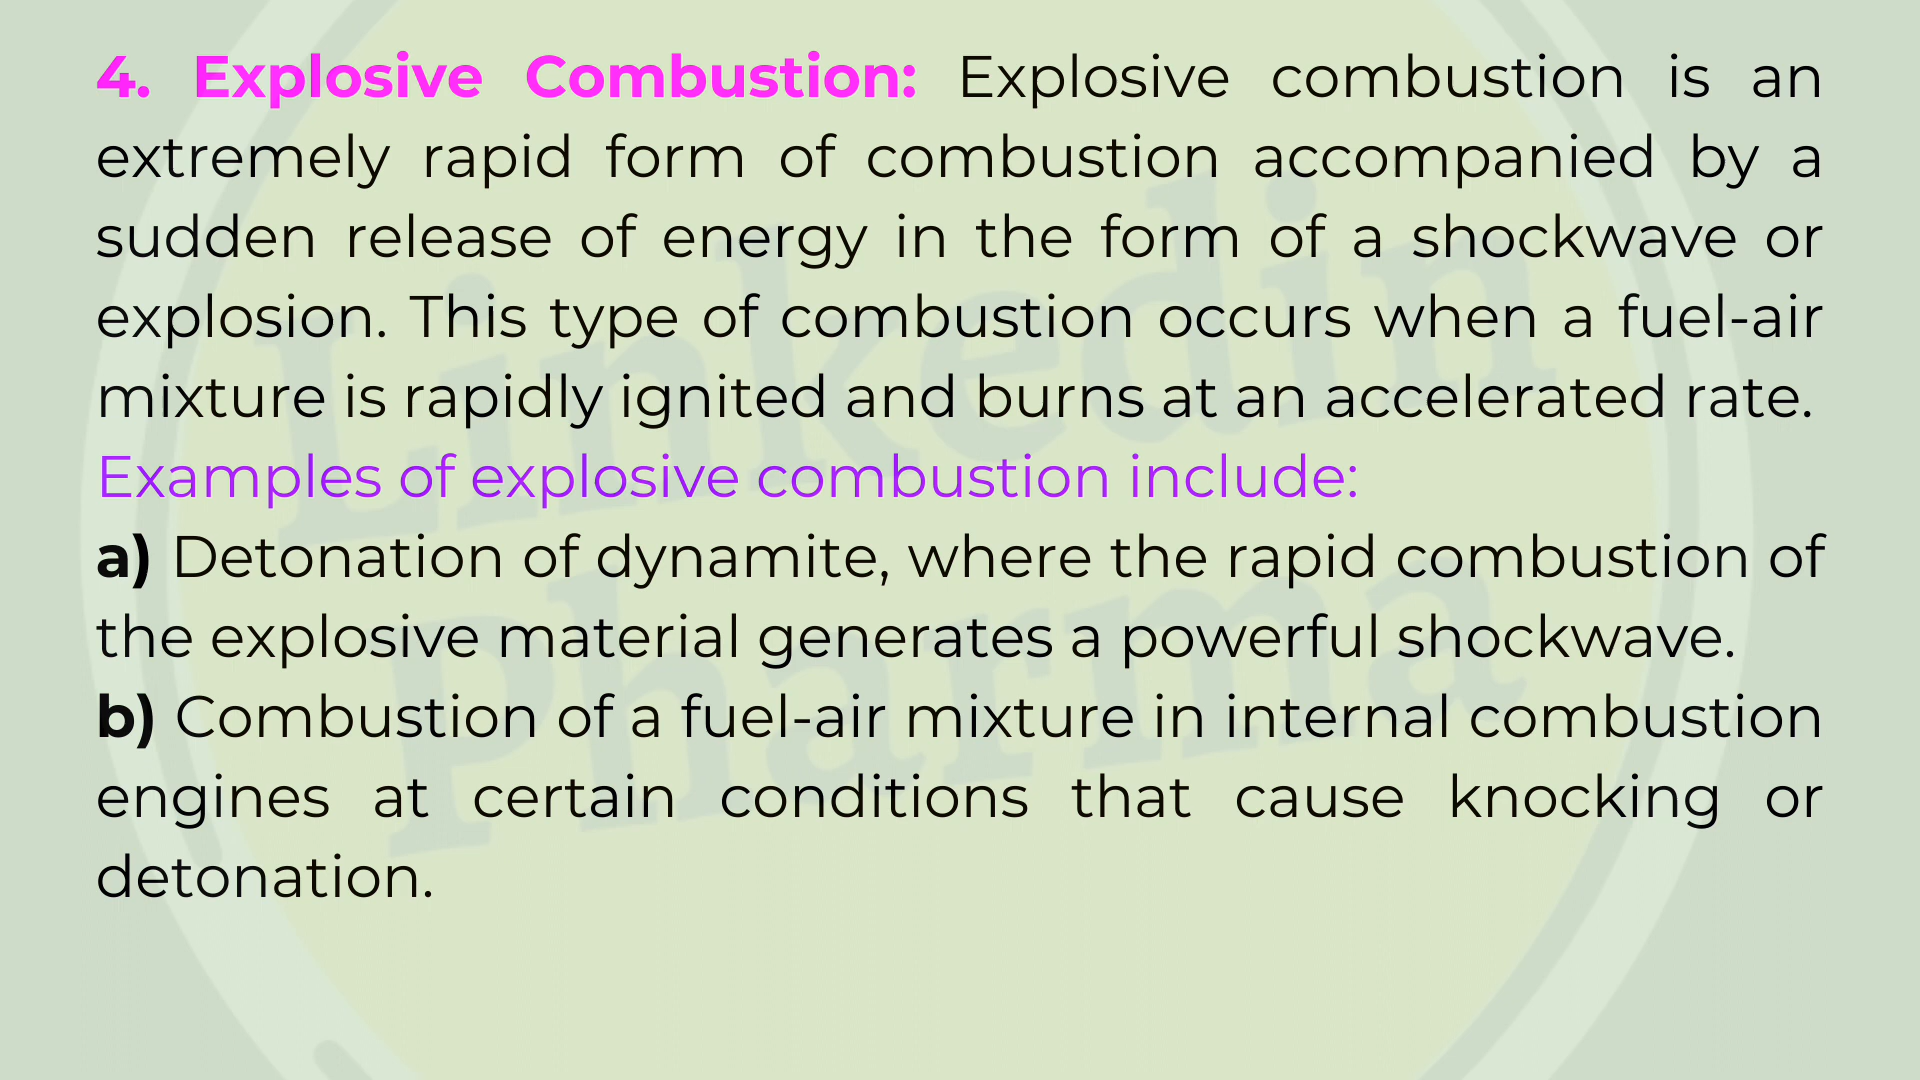 4. Explosive Combustion: Explosive combustion is an
extremely rapid form of combustion accompanied by a
sudden release of energy in the form of a shockwave or
explosion. This type of combustion occurs when a fuel-air
mixture is rapidly ignited and burns at an accelerated rate.
Examples of explosive combustion include:
a) Detonation of dynamite, where the rapid combustion of
the explosive material generates a powerful shockwave.
b) Combustion of a fuel-air mixture in internal combustion
engines at certain conditions that cause knocking or
detonation.
Linkedin
Pharma